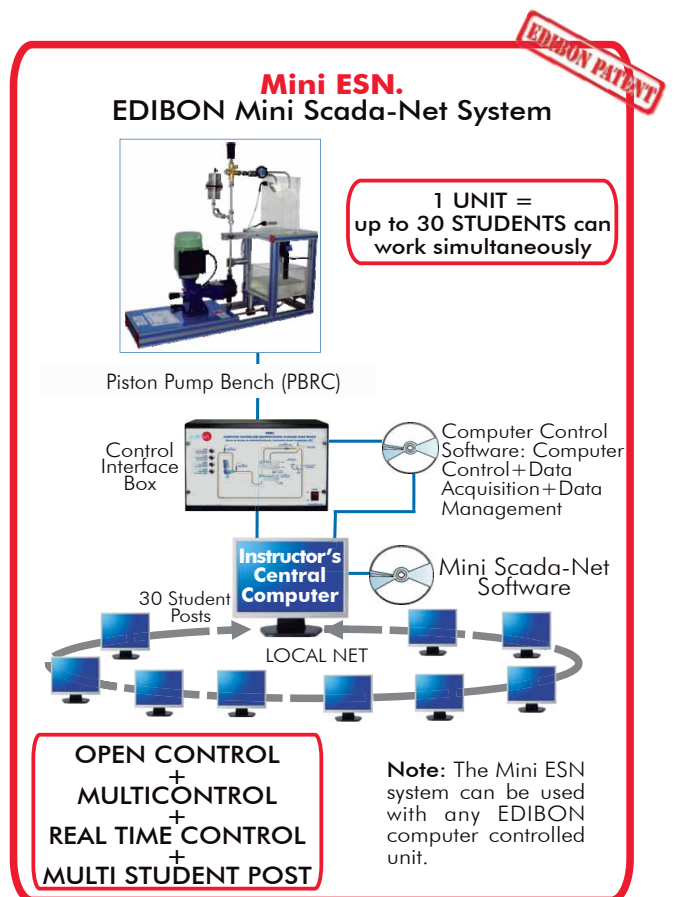 EDIBON PATENT
Mini ESN.
EDIBON Mini Scada-Net System
1 UNIT =
up to 30 STUDENTS can
work simultaneously
Piston Pump Bench (PBRC)
Control
Interface
Box
Computer Control
Software: Computer
Control+Data
Acquisition+Data
Management
Instructor's
Central
Computer
Mini Scada-Net
Software
30 Student
Posts
LOCAL NET
OPEN CONTROL
+
MULTICONTROL
+
REAL TIME CONTROL
+
MULTI STUDENT POST
Note: The Mini ESN
system can be used
with any EDIBON
computer controlled
unit.